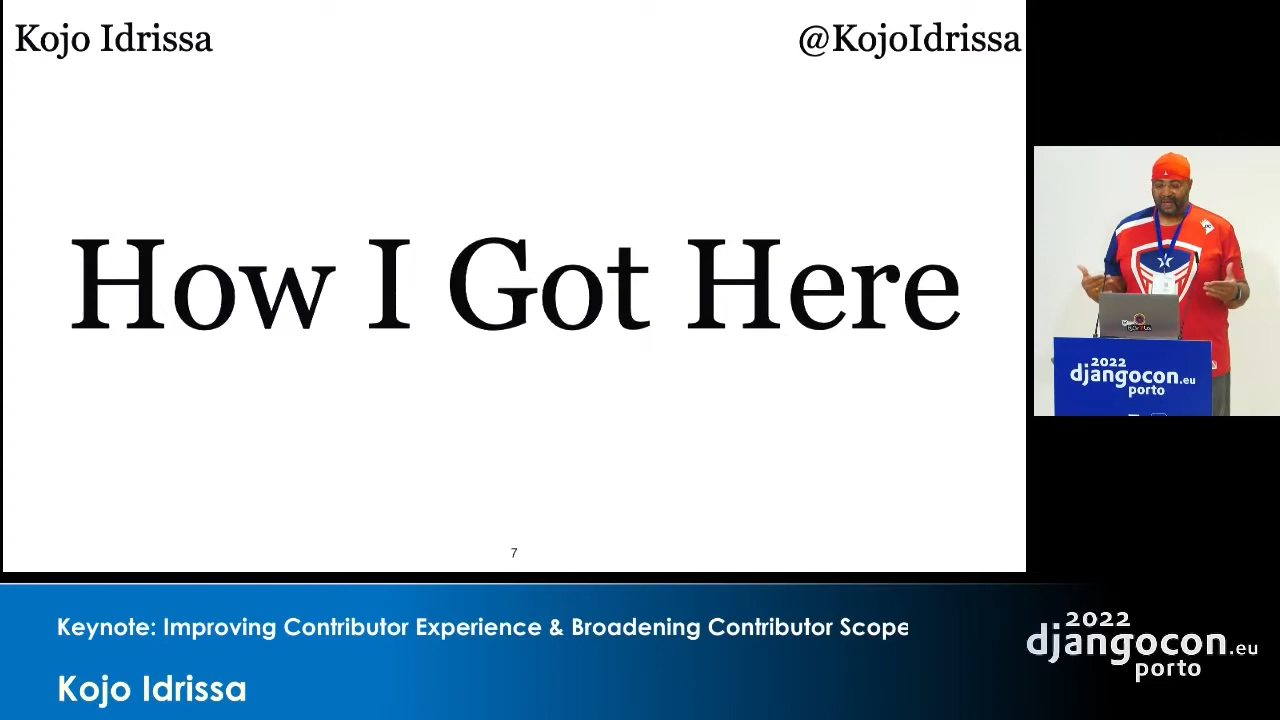 Kojo Idrissa
@KojoIdrissa
How I Got Here
7
2022
djangocon.eu
porto
Keynote: Improving Contributor Experience & Broadening Contributor Scope
Kojo Idrissa
2022
djangocon.eu
porto